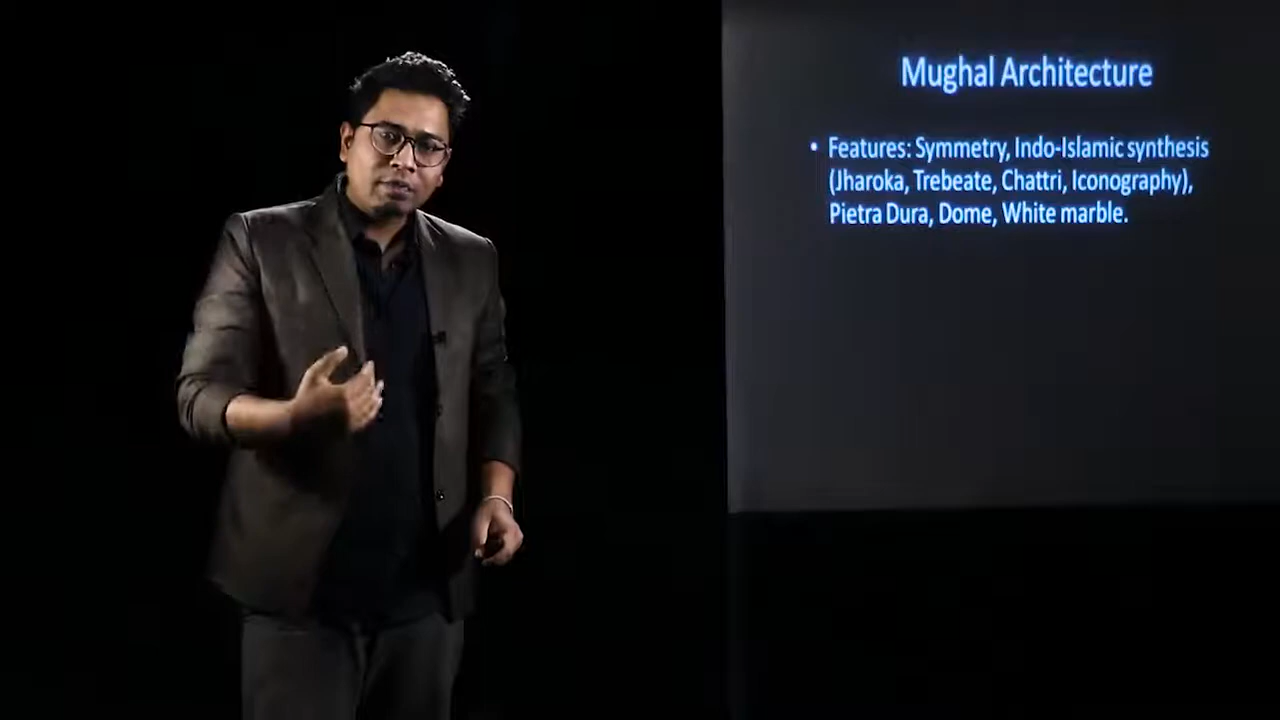 Mughal Architecture
• Features: Symmetry, Indo-Islamic synthesis
(Jharoka, Trebeate, Chattri, Iconography),
Pietra Dura, Dome, White marble.